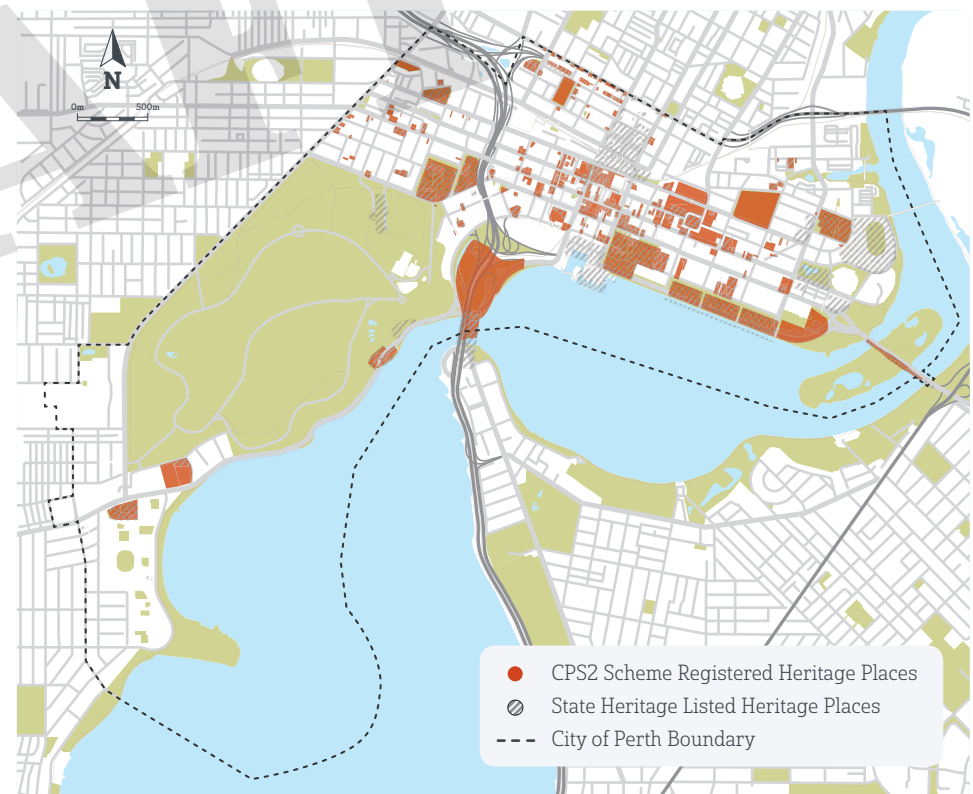 N
0m 500m
CPS2 Scheme Registered Heritage Places
State Heritage Listed Heritage Places
City of Perth Boundary